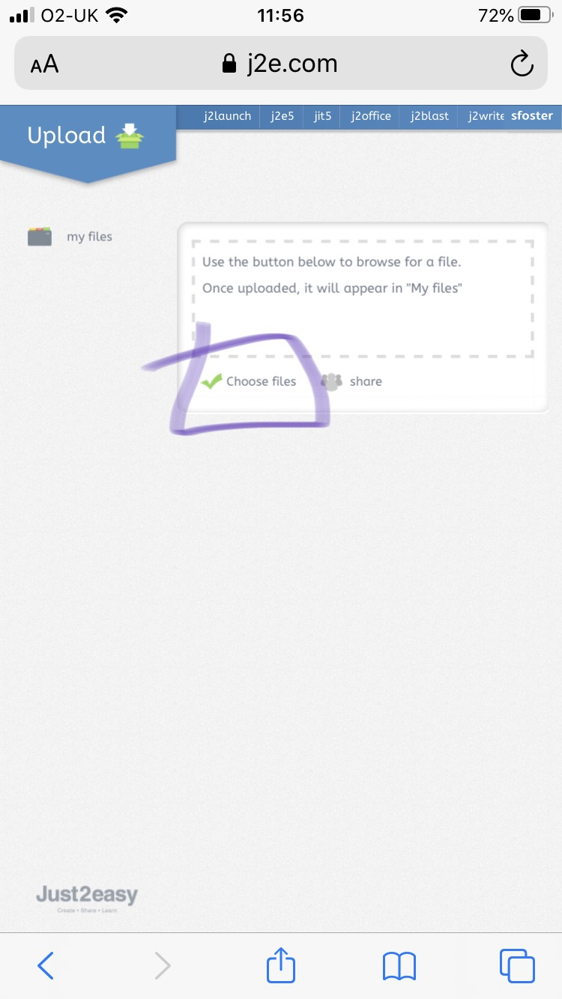 O2-UK 11:56 72%
AA j2e.com
Upload j2launch j2e5 jit5 j2office j2blast j2write sfoster
my files
Use the button below to browse for a file.
Once uploaded, it will appear in "My files"
Choose files share
Just2easy
Create • Share • Learn